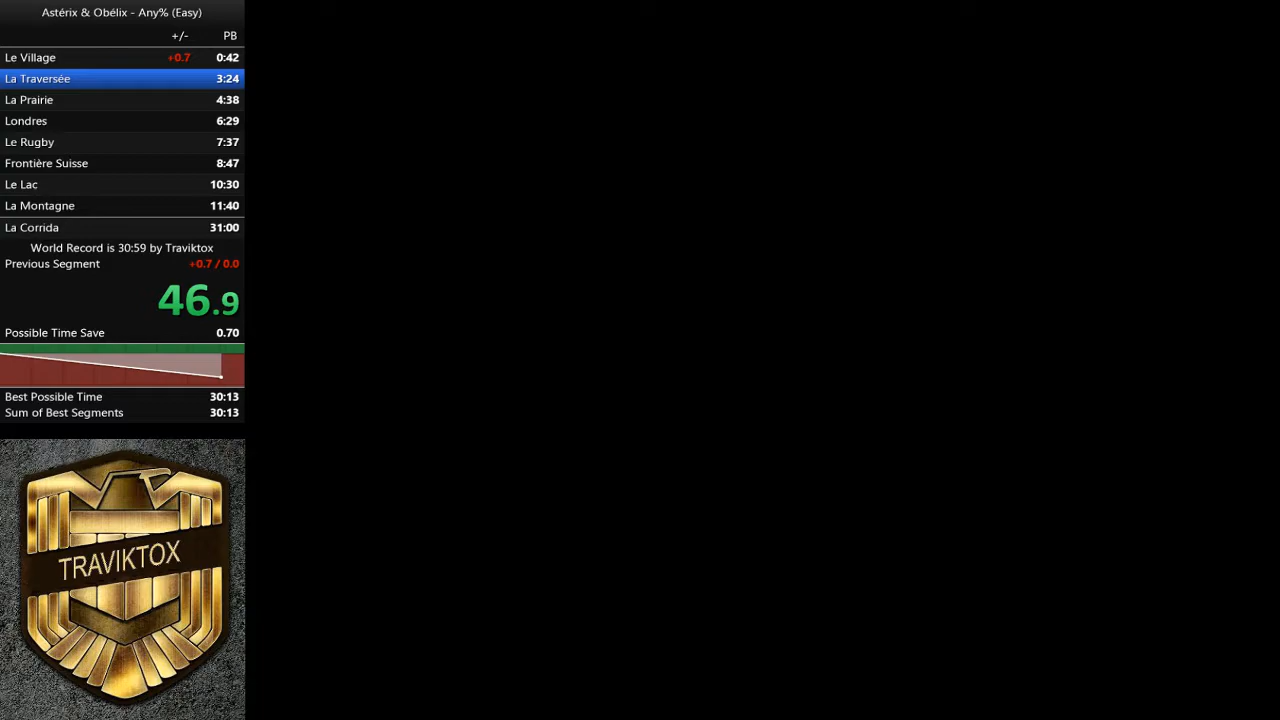 Astérix & Obélix - Any% (Easy)
+/- PB
Le Village +0.7 0:42
La Traversée 3:24
La Prairie 4:38
Londres 6:29
Le Rugby 7:37
Frontière Suisse 8:47
Le Lac 10:30
La Montagne 11:40
La Corrida 31:00
World Record is 30:59 by Traviktox
Previous Segment +0.7 / 0.0
46.9
Possible Time Save 0.70
Best Possible Time 30:13
Sum of Best Segments 30:13
TRAVIKTOX